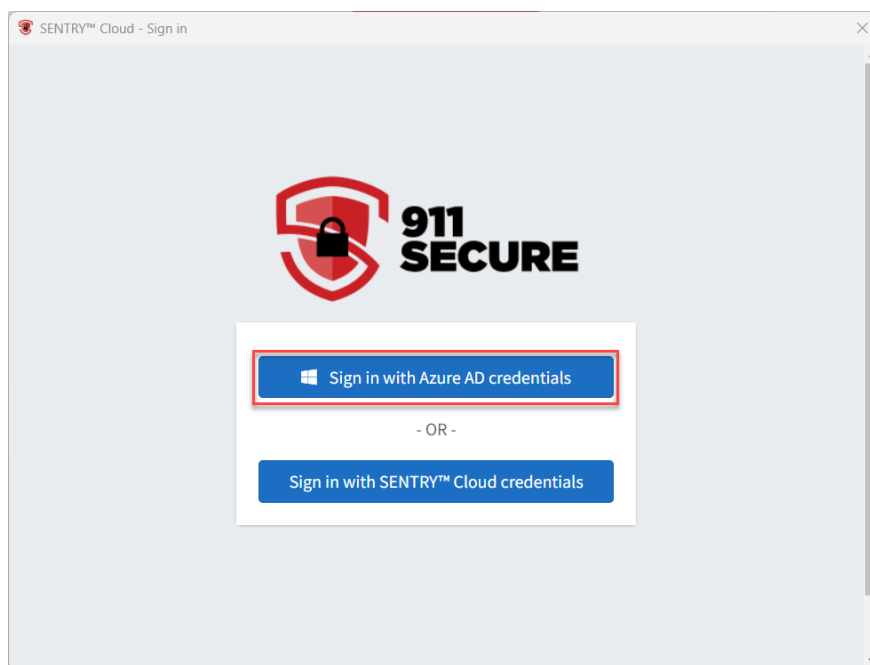 SENTRY™ Cloud - Sign in
911
SECURE
Sign in with Azure AD credentials
- OR -
Sign in with SENTRY™ Cloud credentials